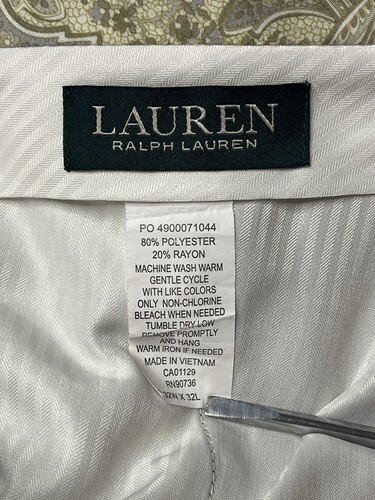 LAUREN
RALPH LAUREN
PO 4900071044
80% POLYESTER
20% RAYON
MACHINE WASH WARM
GENTLE CYCLE
WITH LIKE COLORS
ONLY NON-CHLORINE
BLEACH WHEN NEEDED
TUMBLE DRY LOW
REMOVE PROMPTLY
AND HANG
WARM IRON IF NEEDED
MADE IN VIETNAM
CA01129
RN90736
32W X 32L